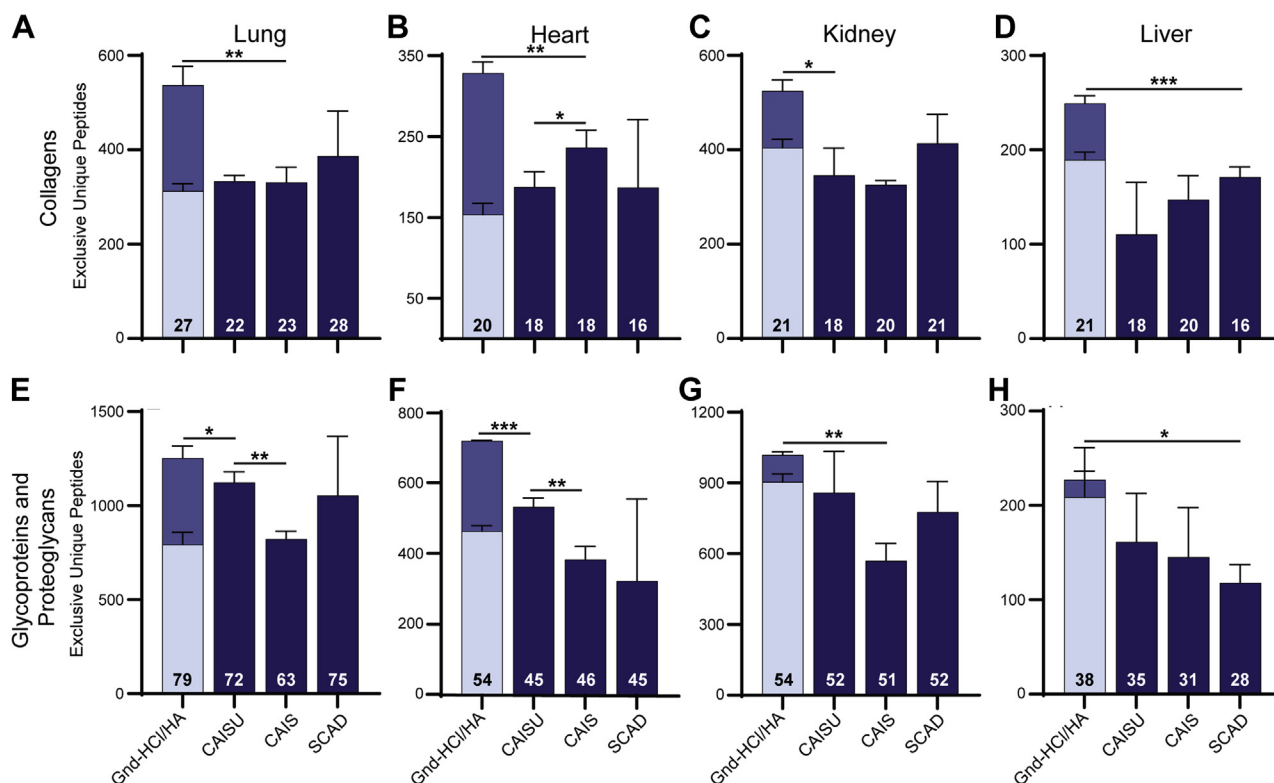 A Lung
B Heart
C Kidney
D Liver
Collagens
Exclusive Unique Peptides
600
400
200
0
**
27 22 23 28
350
250
150
50
**
*
20 18 18 16
600
400
200
0
*
21 18 20 21
300
200
100
0
***
21 18 20 16
E
F
G
H
Glycoproteins and
Proteoglycans
Exclusive Unique Peptides
1500
1000
500
0
*
**
79 72 63 75
800
600
400
200
0
***
**
54 45 46 45
1200
900
600
300
0
**
54 52 51 52
300
200
100
0
*
38 35 31 28
Gnd-HCl/HA CAISU CAIS SCAD
Gnd-HCl/HA CAISU CAIS SCAD
Gnd-HCl/HA CAISU CAIS SCAD
Gnd-HCl/HA CAISU CAIS SCAD